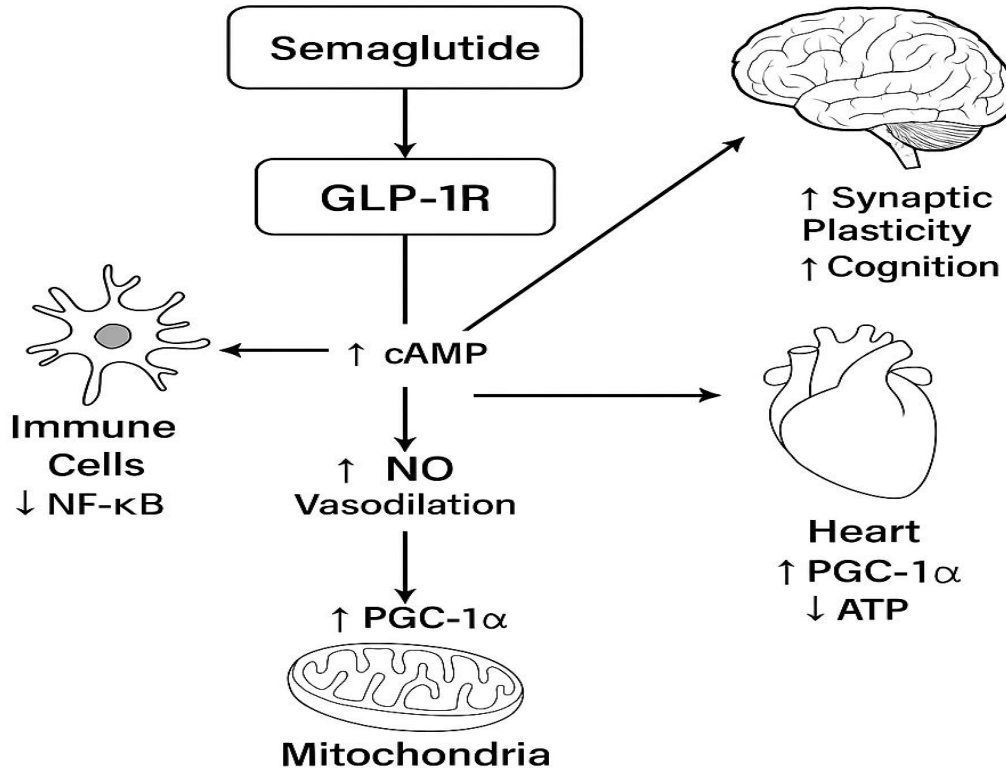 Semaglutide
GLP-1R
↑ cAMP
↑ Synaptic
Plasticity
↑ Cognition
Immune
Cells
↓ NF-κB
↑ NO
Vasodilation
↑ PGC-1α
Mitochondria
Heart
↑ PGC-1α
↓ ATP